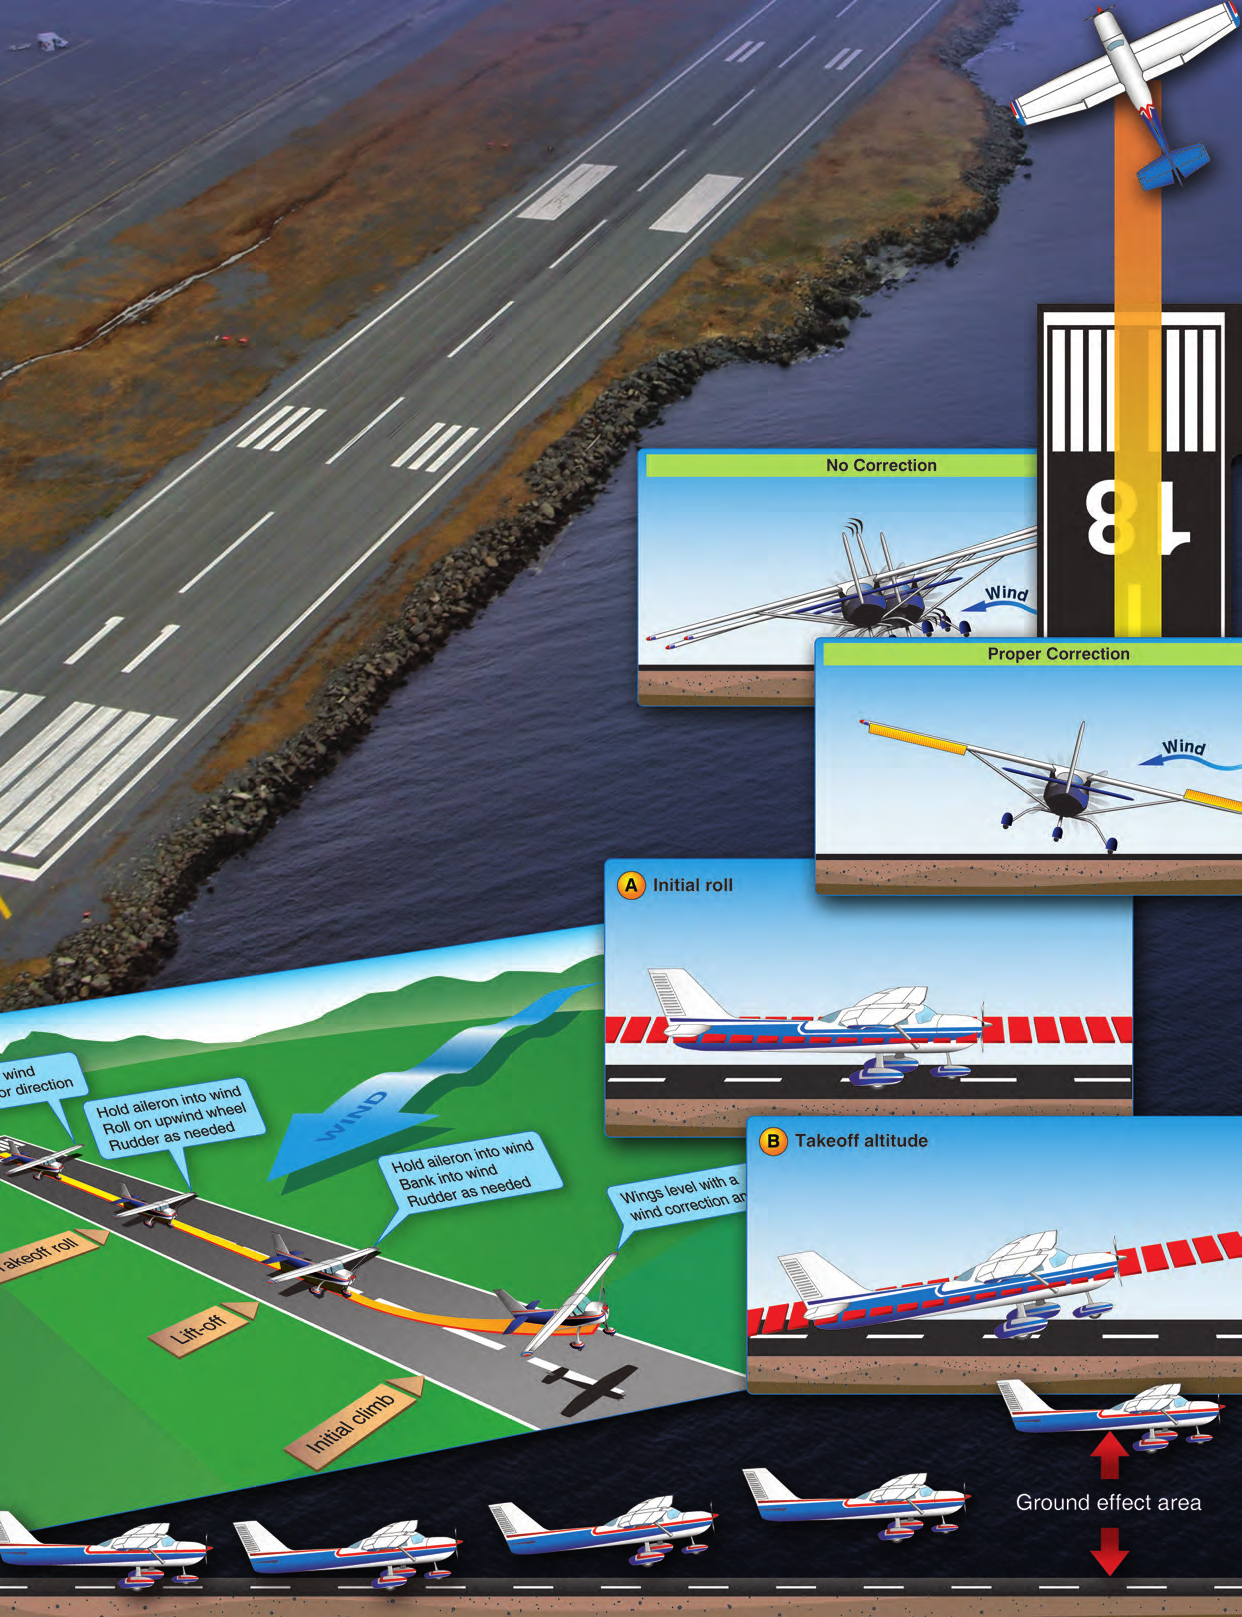 11
No Correction
Wind
18
Proper Correction
Wind
A Initial roll
wind
or direction
Hold aileron into wind
Roll on upwind wheel
Rudder as needed
WIND
Hold aileron into wind
Bank into wind
Rudder as needed
Wings level with a
wind correction an
B Takeoff altitude
Takeoff roll
Lift-off
Initial climb
Ground effect area